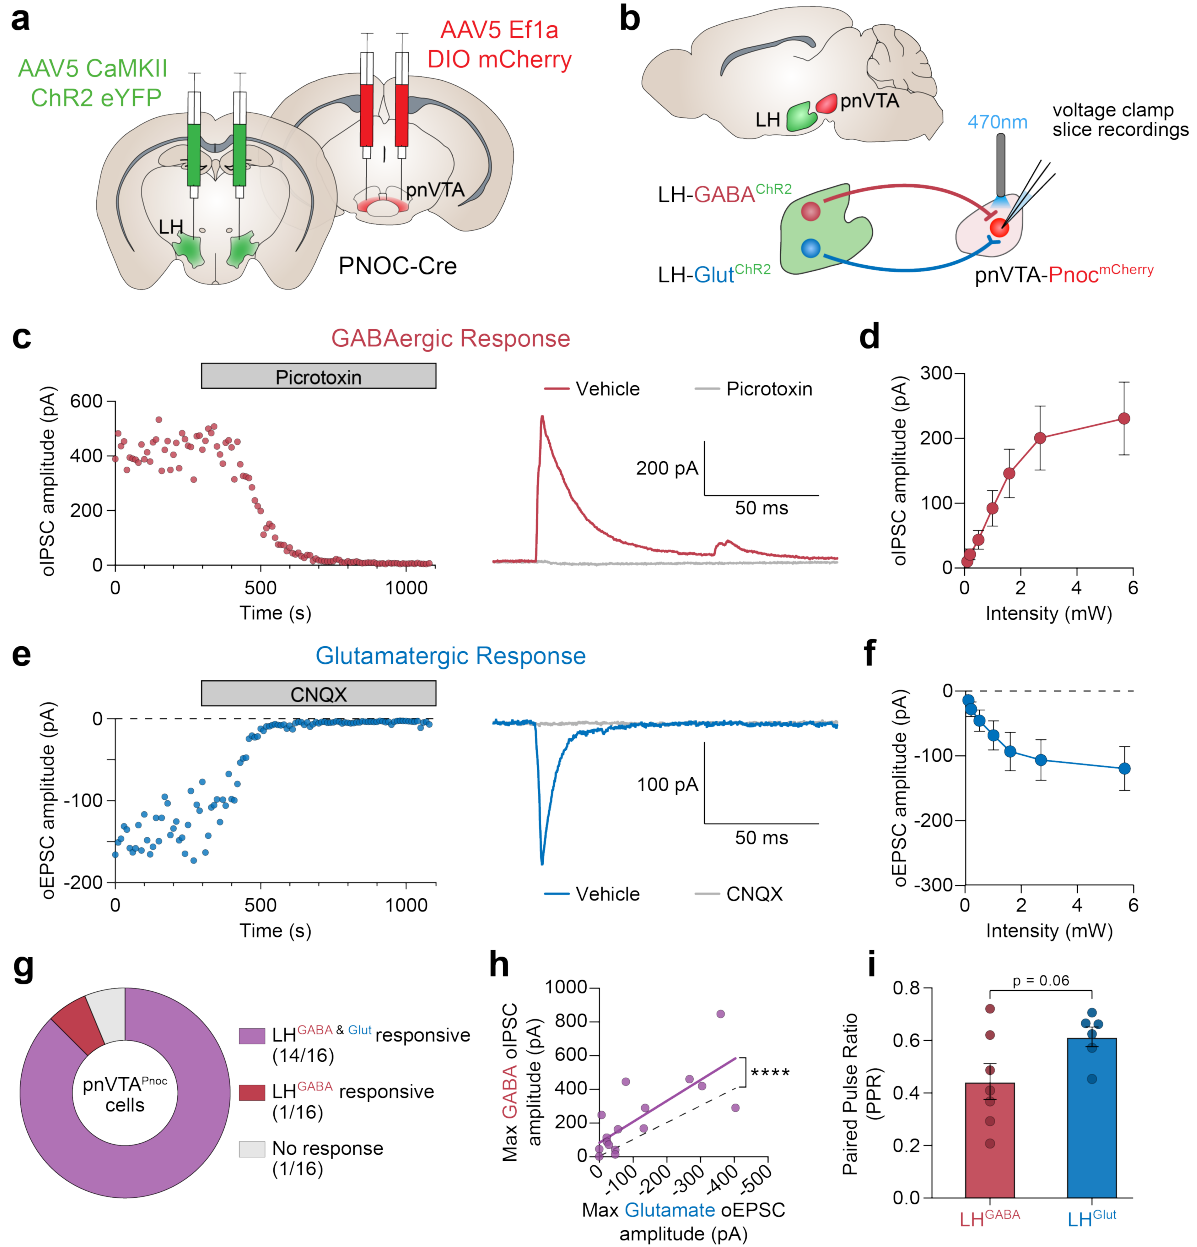 a
AAV5 CaMKII
ChR2 eYFP
AAV5 Ef1a
DIO mCherry
LH
pnVTA
PNOC-Cre
b
LH
pnVTA
470nm
voltage clamp
slice recordings
LH-GABAChR2
LH-GlutChR2
pnVTA-PnocmCherry
c
GABAergic Response
Picrotoxin
oIPSC amplitude (pA)
600
400
200
0
0
500
1000
Time (s)
Vehicle
Picrotoxin
200 pA
50 ms
d
oIPSC amplitude (pA)
300
200
100
0
0
2
4
6
Intensity (mW)
e
Glutamatergic Response
CNQX
oEPSC amplitude (pA)
0
-100
-200
0
500
1000
Time (s)
100 pA
50 ms
Vehicle
CNQX
f
oEPSC amplitude (pA)
0
-100
-200
-300
0
2
4
6
Intensity (mW)
g
pnVTAPnoc
cells
LHGABA & Glut responsive
(14/16)
LHGABA responsive
(1/16)
No response
(1/16)
h
Max GABA oIPSC
amplitude (pA)
1000
800
600
400
200
0
****
0
-100
-200
-300
-400
-500
Max Glutamate oEPSC
amplitude (pA)
i
Paired Pulse Ratio
(PPR)
p = 0.06
0.8
0.6
0.4
0.2
0.0
LHGABA
LHGlut